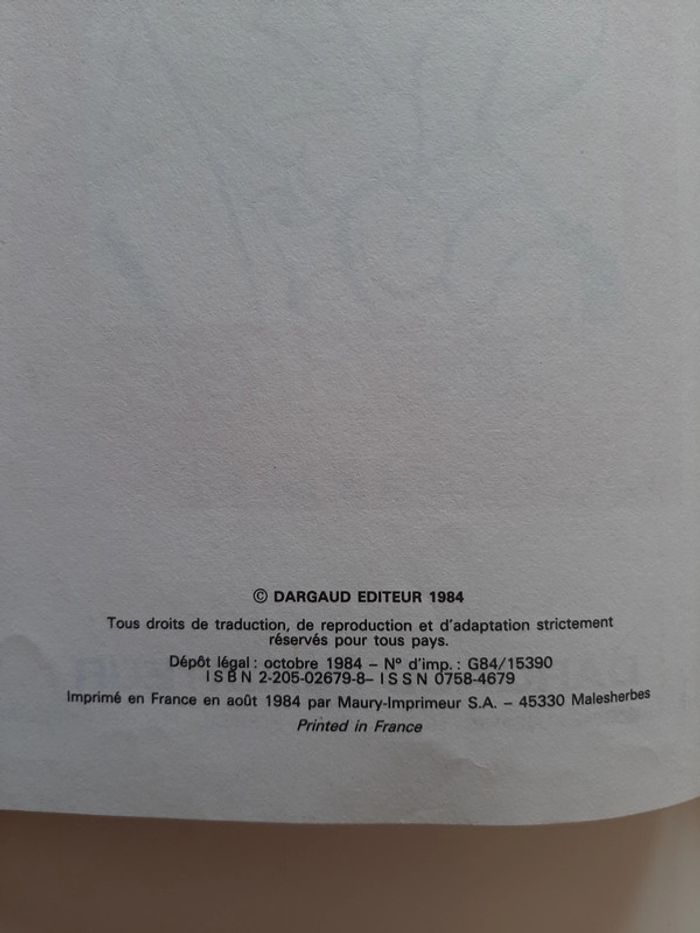 © DARGAUD EDITEUR 1984
Tous droits de traduction, de reproduction et d'adaptation strictement
réservés pour tous pays.
Dépôt légal : octobre 1984 – N° d'imp. : G84/15390
I S B N 2-205-02679-8– I S S N 0758-4679
Imprimé en France en août 1984 par Maury-Imprimeur S.A. – 45330 Malesherbes
Printed in France